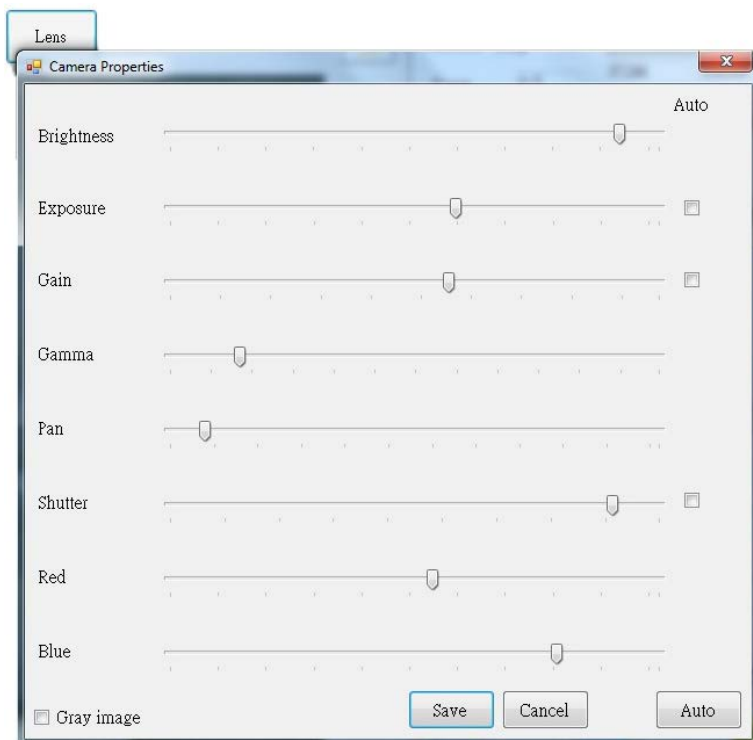 Lens
Camera Properties
Auto
Brightness
Exposure
Gain
Gamma
Pan
Shutter
Red
Blue
Gray image Save Cancel Auto